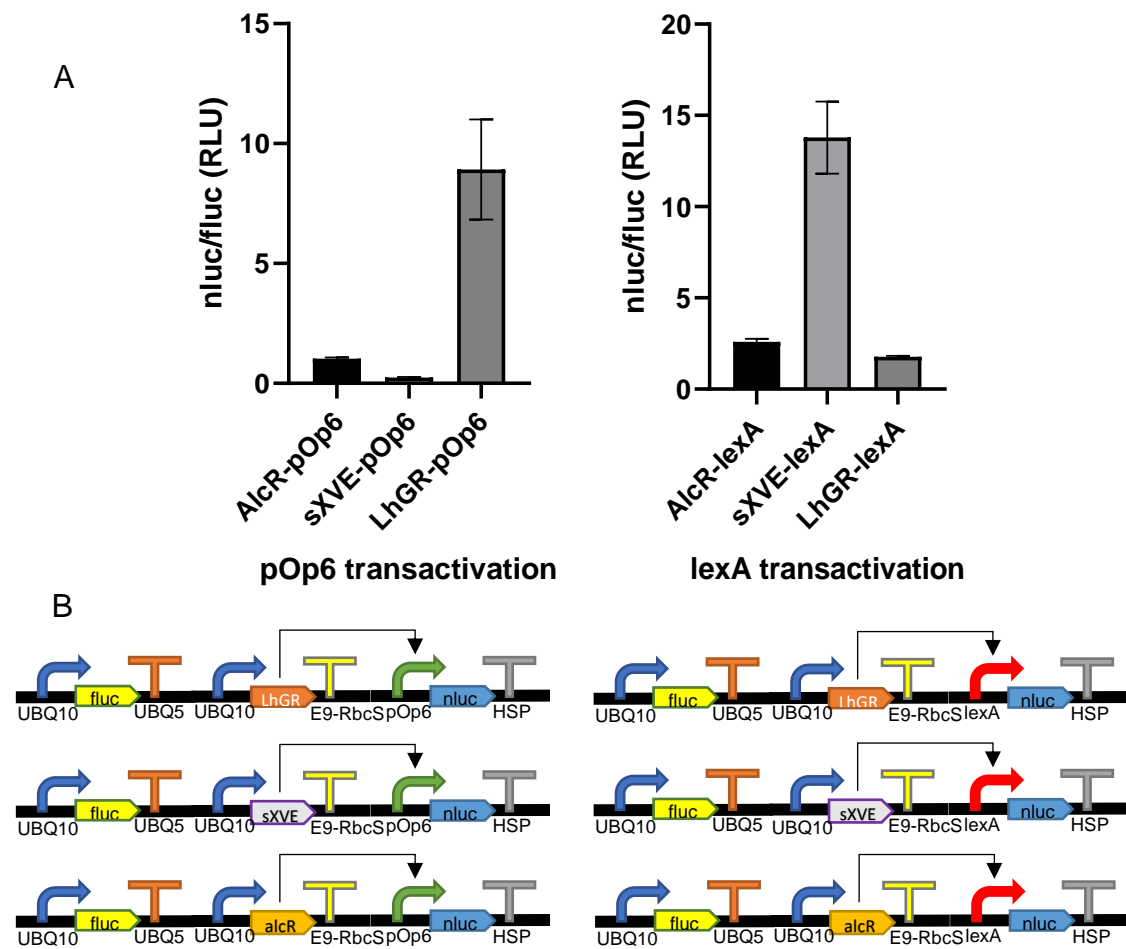 A
nluc/fluc (RLU)
15
10
5
0
AlcR-pOp6
sXVE-pOp6
LhGR-pOp6
pOp6 transactivation
nluc/fluc (RLU)
20
15
10
5
0
AlcR-lexA
sXVE-lexA
LhGR-lexA
lexA transactivation
B
fluc LhGR nluc
UBQ10 UBQ5 UBQ10 E9-RbcS pOp6 HSP
fluc LhGR nluc
UBQ10 UBQ5 UBQ10 E9-RbcS lexA HSP
fluc sXVE nluc
UBQ10 UBQ5 UBQ10 E9-RbcS pOp6 HSP
fluc sXVE nluc
UBQ10 UBQ5 UBQ10 E9-RbcS lexA HSP
fluc alcR nluc
UBQ10 UBQ5 UBQ10 E9-RbcS pOp6 HSP
fluc alcR nluc
UBQ10 UBQ5 UBQ10 E9-RbcS lexA HSP